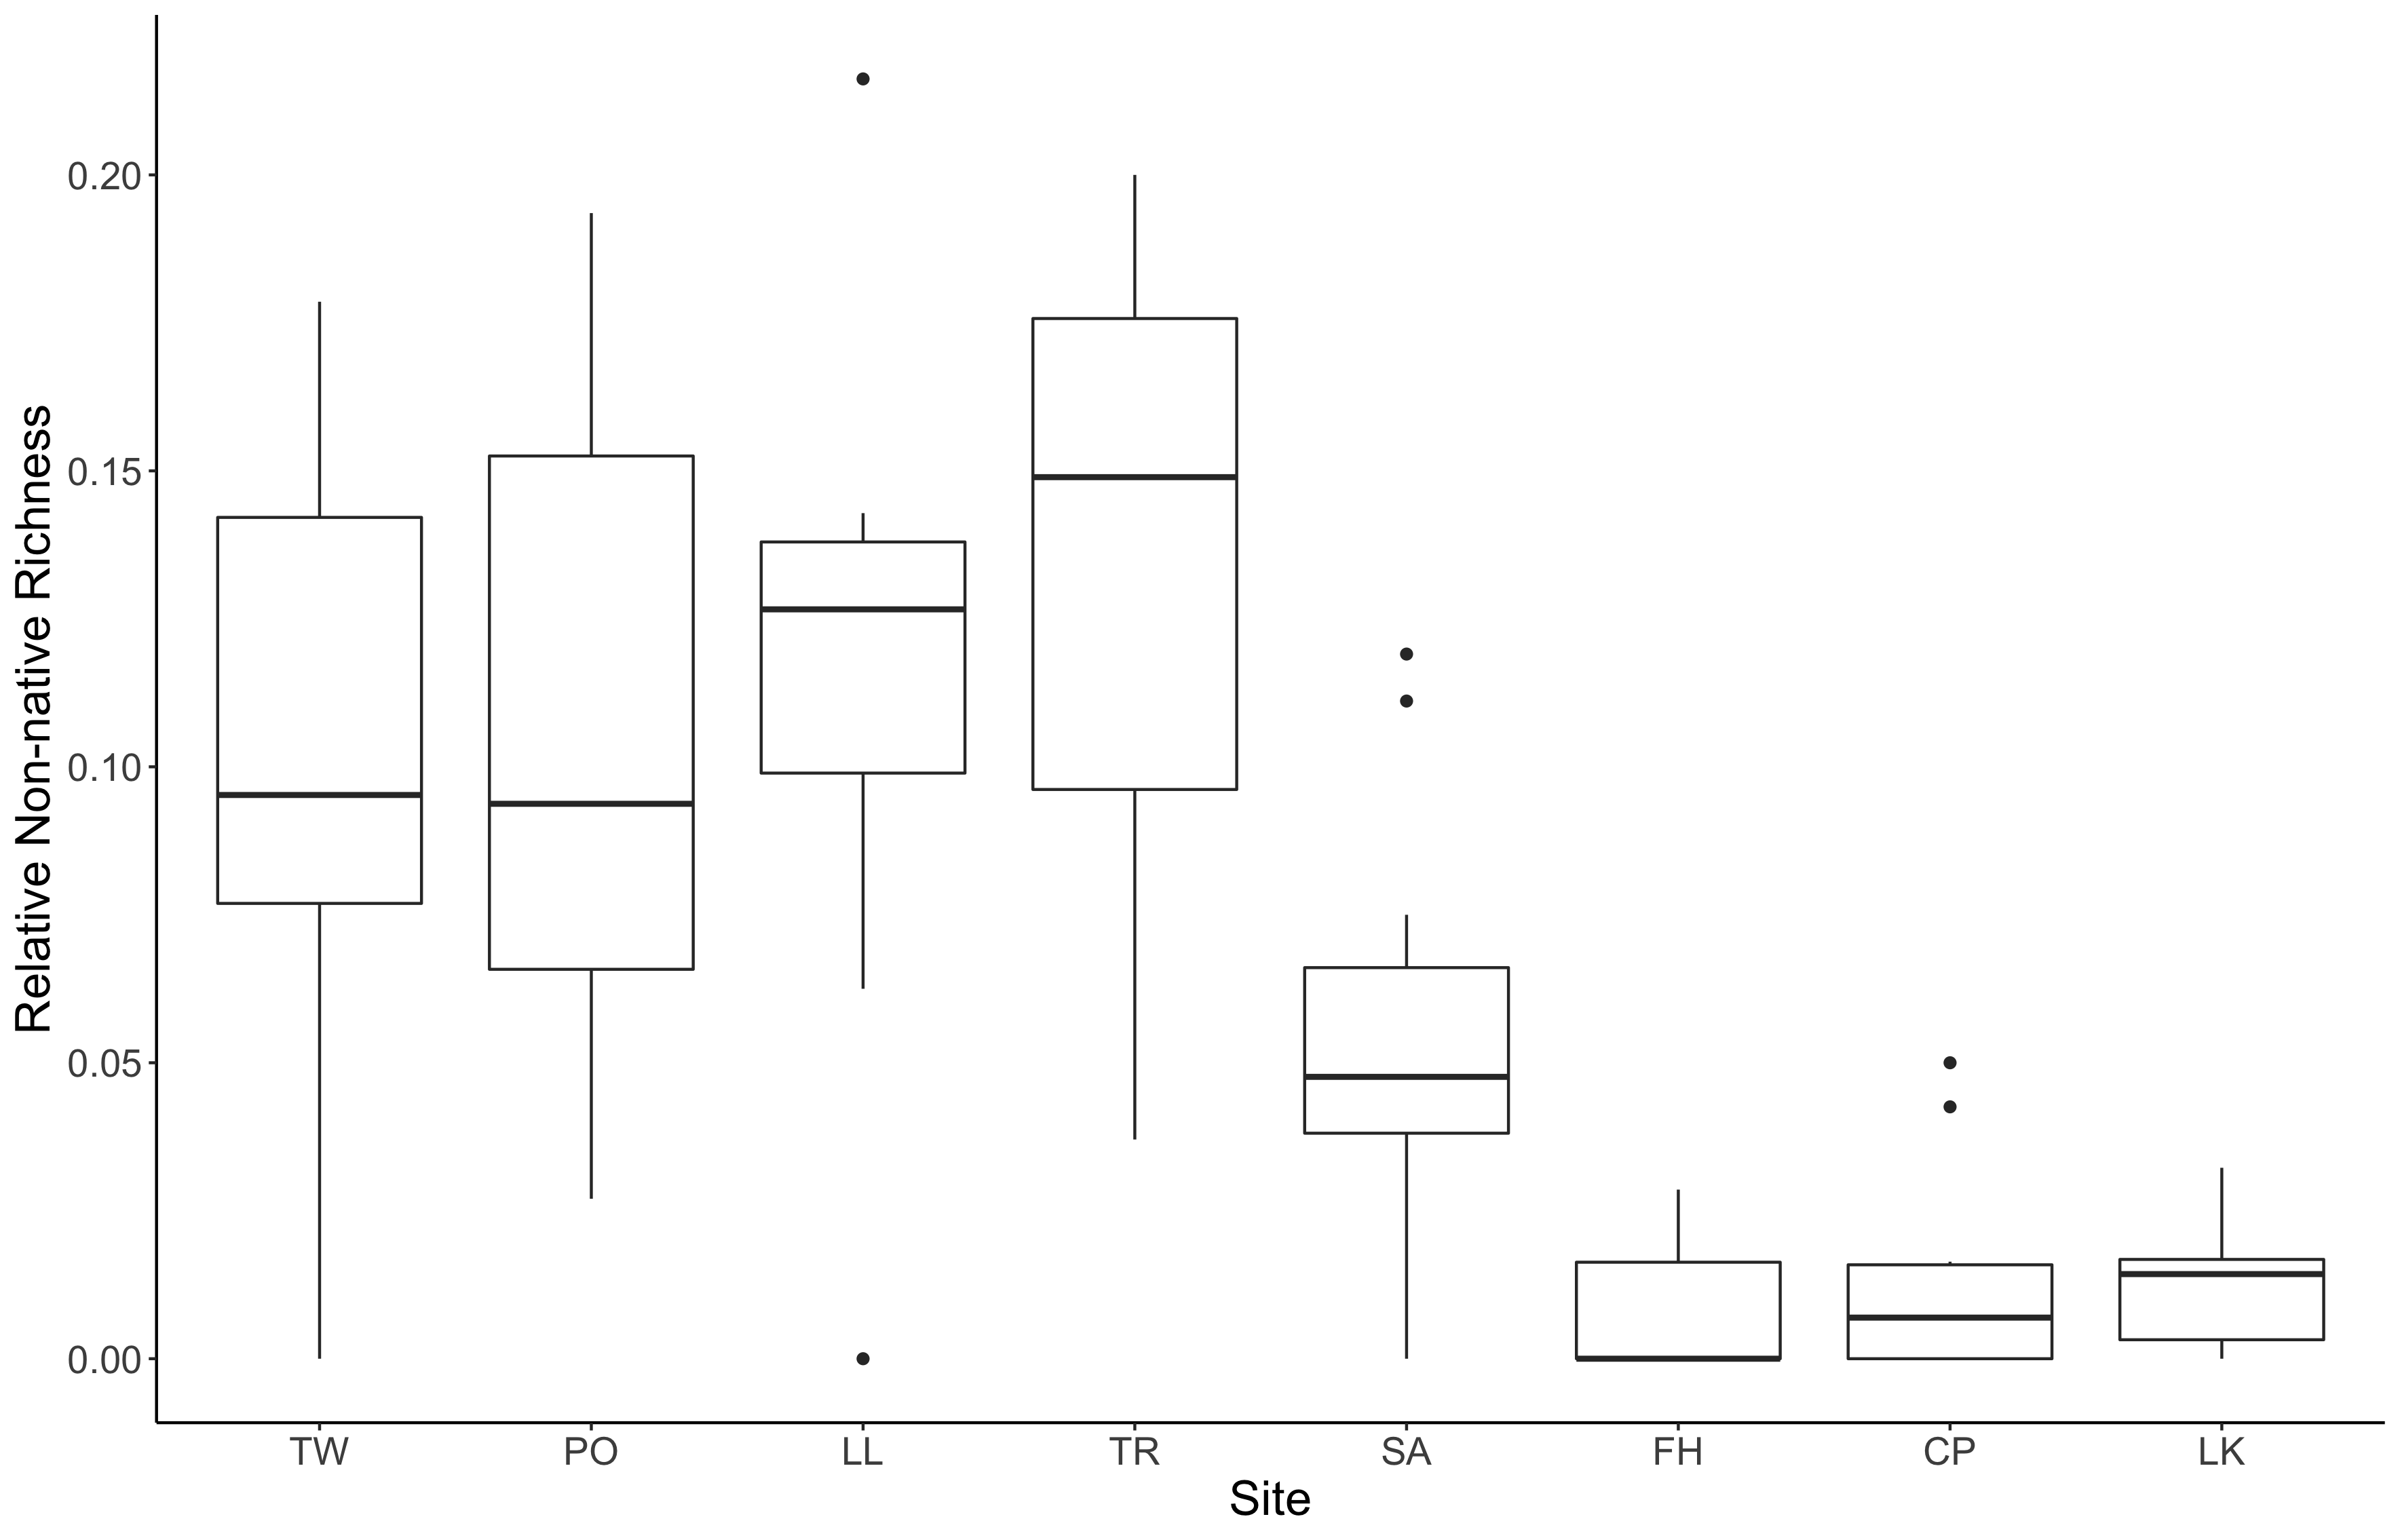 Relative Non-native Richness
0.20
0.15
0.10
0.05
0.00
TW PO LL TR SA FH CP LK
Site